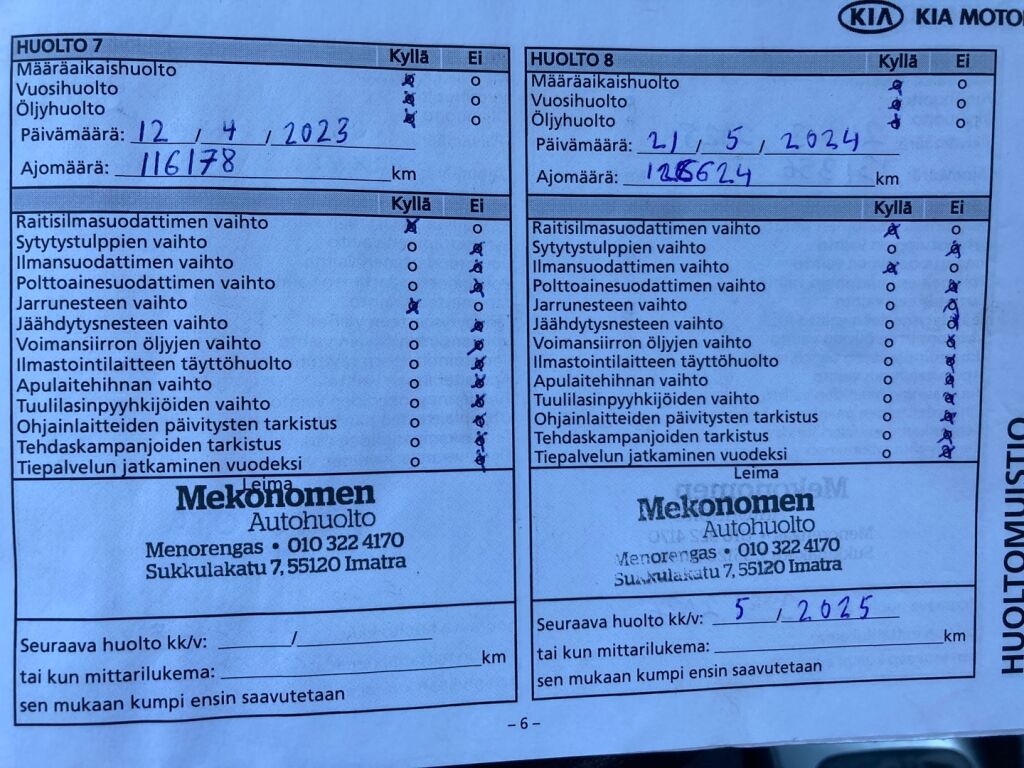 KIA KIA MOTO
HUOLTO 7 Kyllä Ei
Määräaikaishuolto
Vuosihuolto
Öljyhuolto
Päivämäärä: 12 / 4 / 2023
Ajomäärä: 116178 km
Kyllä Ei
Raitisilmasuodattimen vaihto
Sytytystulppien vaihto
Ilmansuodattimen vaihto
Polttoainesuodattimen vaihto
Jarrunesteen vaihto
Jäähdytysnesteen vaihto
Voimansiirron öljyjen vaihto
Ilmastointilaitteen täyttöhuolto
Apulaitehihnan vaihto
Tuulilasinpyyhkijöiden vaihto
Ohjainlaitteiden päivitysten tarkistus
Tehdaskampanjoiden tarkistus
Tiepalvelun jatkaminen vuodeksi
Leima
Mekonomen
Autohuolto
Menorengas • 010 322 4170
Sukkulakatu 7, 55120 Imatra
Seuraava huolto kk/v: /
tai kun mittarilukema: km
sen mukaan kumpi ensin saavutetaan
HUOLTO 8 Kyllä Ei
Määräaikaishuolto
Vuosihuolto
Öljyhuolto
Päivämäärä: 21 / 5 / 2024
Ajomäärä: km
Kyllä Ei
Raitisilmasuodattimen vaihto
Sytytystulppien vaihto
Ilmansuodattimen vaihto
Polttoainesuodattimen vaihto
Jarrunesteen vaihto
Jäähdytysnesteen vaihto
Voimansiirron öljyjen vaihto
Ilmastointilaitteen täyttöhuolto
Apulaitehihnan vaihto
Tuulilasinpyyhkijöiden vaihto
Ohjainlaitteiden päivitysten tarkistus
Tehdaskampanjoiden tarkistus
Tiepalvelun jatkaminen vuodeksi
Leima
Mekonomen
Autohuolto
Menorengas • 010 322 4170
Sukkulakatu 7, 55120 Imatra
Seuraava huolto kk/v: 5 / 2025
tai kun mittarilukema: km
sen mukaan kumpi ensin saavutetaan
HUOLTOMUISTIO
– 6 –